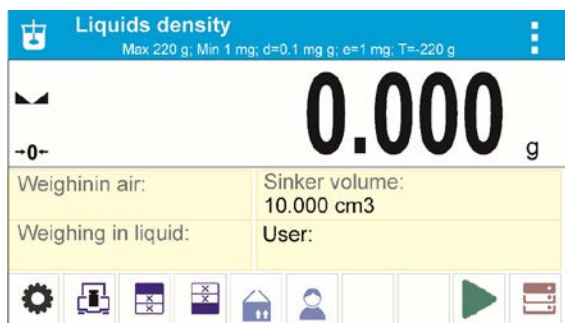 Liquids density
Max 220 g; Min 1 mg; d=0.1 mg g; e=1 mg; T=-220 g
→0←
0.000 g
Weighinin air:
Sinker volume:
10.000 cm3
Weighing in liquid:
User: